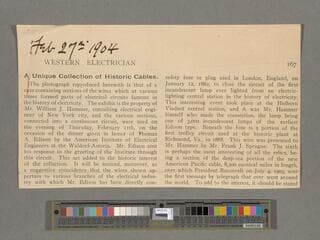 Feb 27th 1904
WESTERN ELECTRICIAN
167
A Unique Collection of Historic Cables.
The photograph reproduced herewith is that of a
case containing sections of the wires which at various
times formed parts of electrical circuits famous in
the history of electricity. The exhibit is the property of
Mr. William J. Hammer, consulting electrical engi-
neer of New York city, and the various sections,
connected into a continuous circuit, were used on
the evening of Thursday, February 11th, on the
occasion of the dinner given in honor of Thomas
A. Edison by the American Institute of Electrical
Engineers at the Waldorf-Astoria. Mr. Edison sent
his response to the greeting of the Institute through
this circuit. This act added to the historic interest
of the collection. It will be noticed, moreover, as
a suggestive coincidence that the wires shown ap-
pertain to various branches of the electrical indus-
try with which Mr. Edison has been directly con-
safety fuse or plug used in London, England, on
January 12, 1882, to close the circuit of the first
incandescent lamp ever lighted from an electric-
lighting central station in the history of electricity.
This interesting event took place at the Holborn
Viaduct central station, and it was Mr. Hammer
himself who made the connection, the lamp being
one of incandescent lamps of the earliest
Edison type. Beneath the fuse is a portion of the
first trolley circuit used at the historic plant at
Richmond, Va., in 1888. This wire was presented to
Mr. Hammer by Mr. Frank J. Sprague. The sixth
is perhaps the most interesting of all the relics, be-
ing a section of the deep-sea portion of the new
American Pacific cable, nautical miles in length,
over which President Roosevelt on July 4, 1903, sent
the first message by telegraph that ever went around
the world. To add to the interest, it should be stated